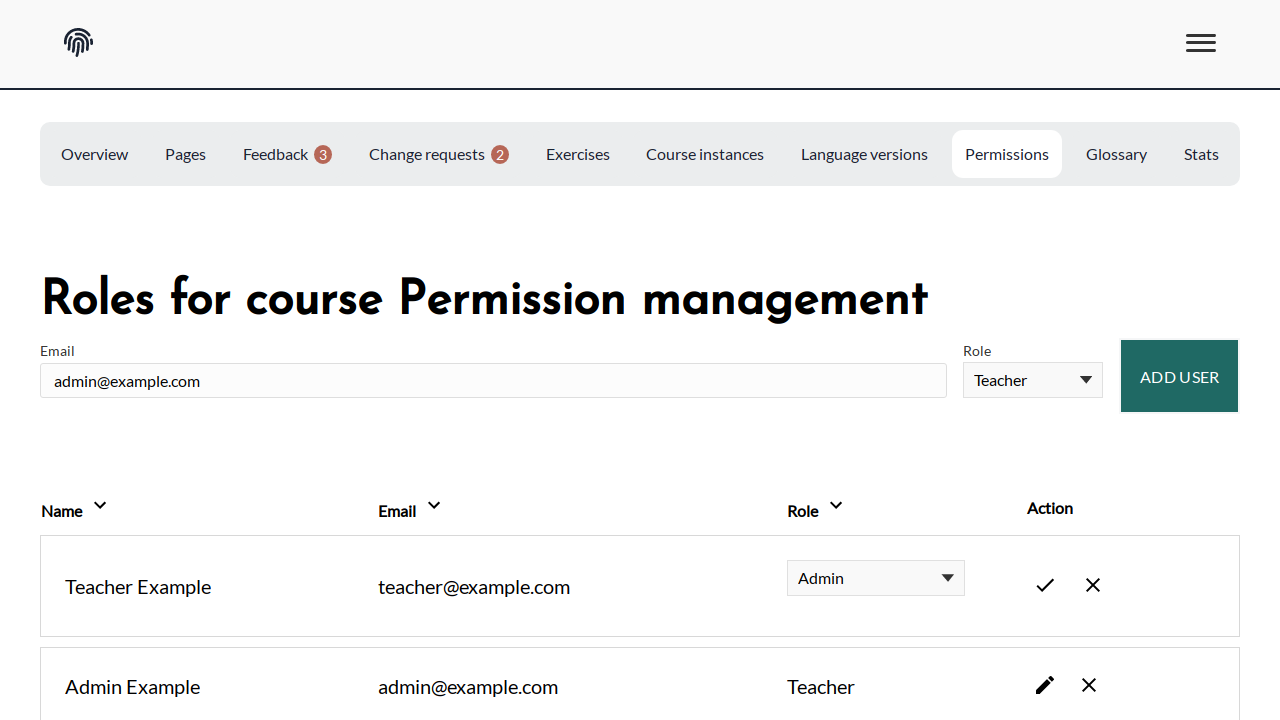 Overview Pages Feedback 3 Change requests 2 Exercises Course instances Language versions Permissions Glossary Stats
Roles for course Permission management
Email Role
admin@example.com Teacher ADD USER
Name Email Role Action
Teacher Example teacher@example.com Admin
Admin Example admin@example.com Teacher